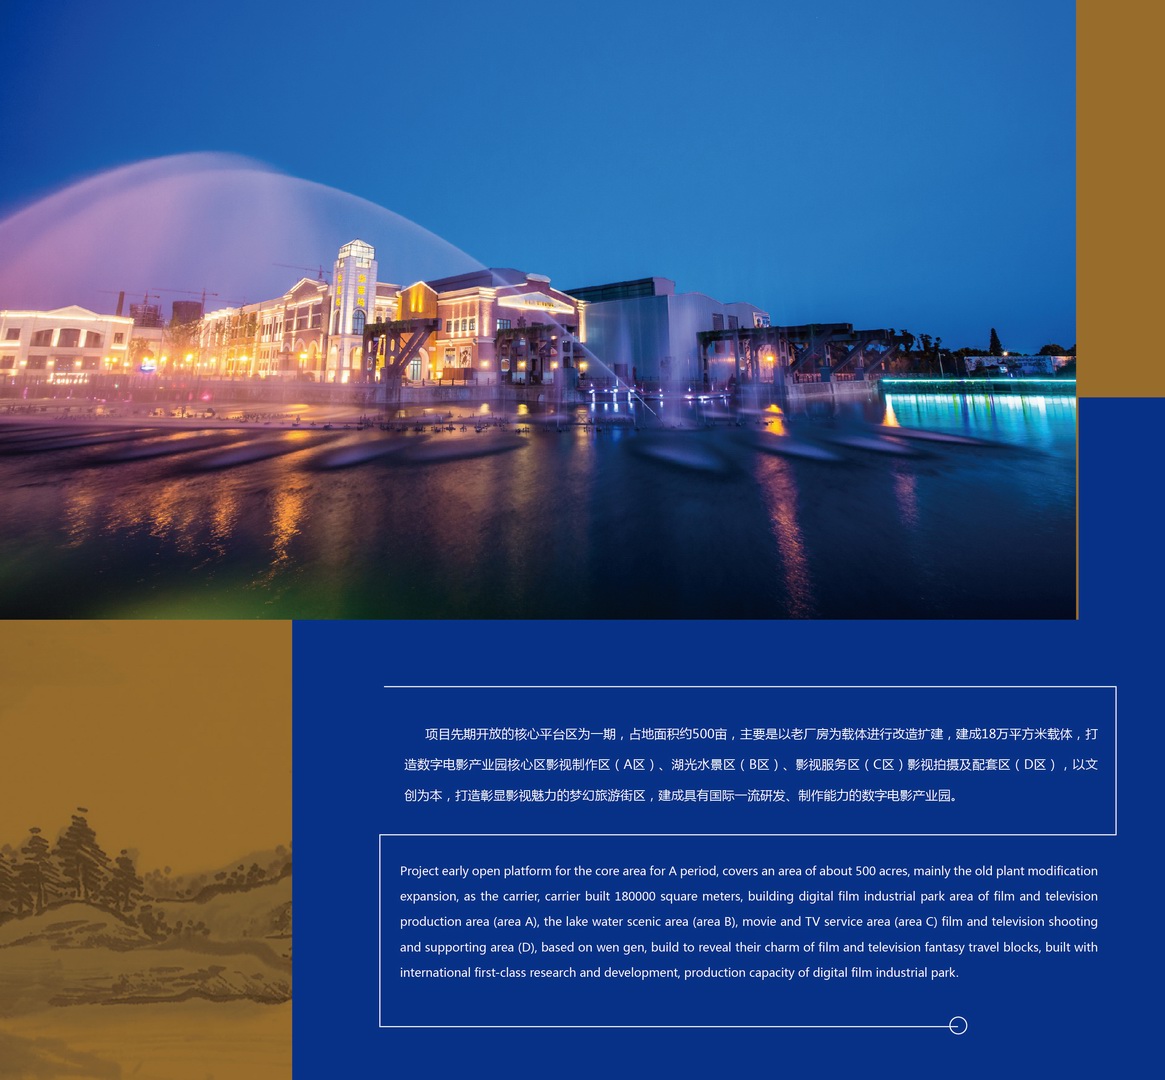 项目先期开放的核心平台区为一期，占地面积约500亩，主要是以老厂房为载体进行改造扩建，建成18万平方米载体，打
造数字电影产业园核心区影视制作区（A区）、湖光水景区（B区）、影视服务区（C区）影视拍摄及配套区（D区），以文
创为本，打造彰显影视魅力的梦幻旅游街区，建成具有国际一流研发、制作能力的数字电影产业园。
Project early open platform for the core area for A period, covers an area of about 500 acres, mainly the old plant modification
expansion, as the carrier, carrier built 180000 square meters, building digital film industrial park area of film and television
production area (area A), the lake water scenic area (area B), movie and TV service area (area C) film and television shooting
and supporting area (D), based on wen gen, build to reveal their charm of film and television fantasy travel blocks, built with
international first-class research and development, production capacity of digital film industrial park.